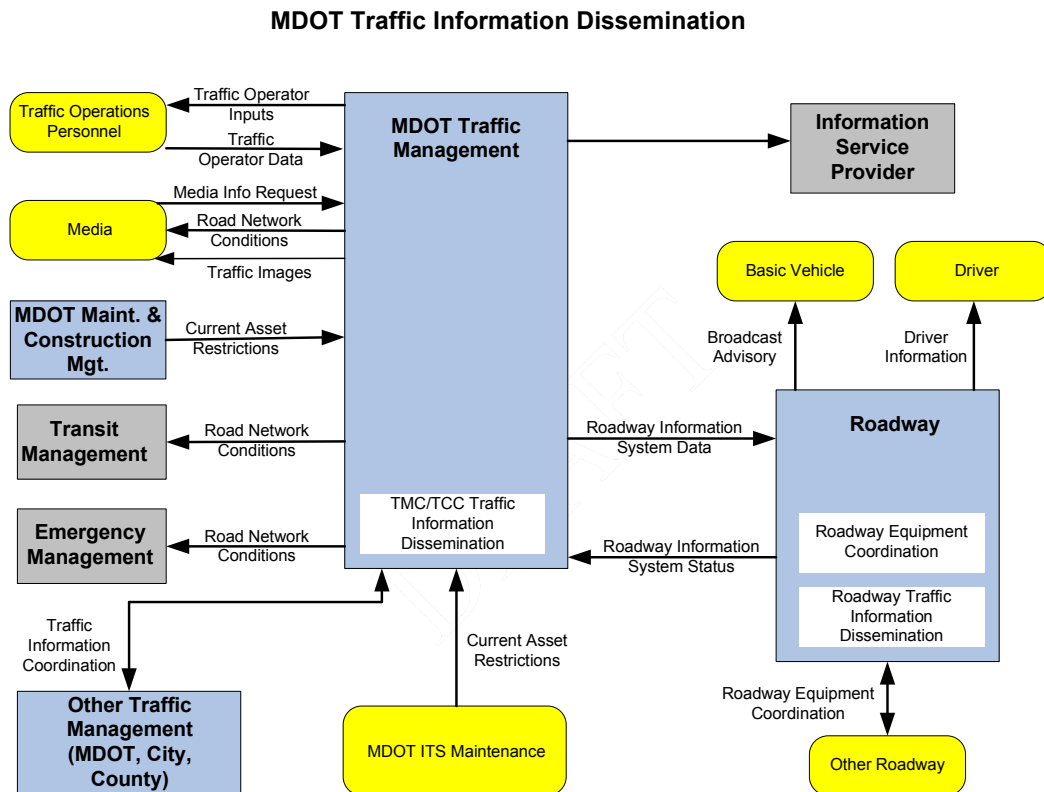 MDOT Traffic Information Dissemination
Traffic Operations
Personnel
Traffic Operator
Inputs
Traffic
Operator Data
MDOT Traffic
Management
Information
Service
Provider
Media
Media Info Request
Road Network
Conditions
Traffic Images
Basic Vehicle
Driver
MDOT Maint. &
Construction
Mgt.
Current Asset
Restrictions
Broadcast
Advisory
Driver
Information
Transit
Management
Road Network
Conditions
Roadway Information
System Data
Roadway
Emergency
Management
Road Network
Conditions
TMC/TCC Traffic
Information
Dissemination
Roadway Information
System Status
Roadway Equipment
Coordination
Roadway Traffic
Information
Dissemination
Traffic
Information
Coordination
Current Asset
Restrictions
Roadway Equipment
Coordination
Other Traffic
Management
(MDOT, City,
County)
MDOT ITS Maintenance
Other Roadway
DRAFT